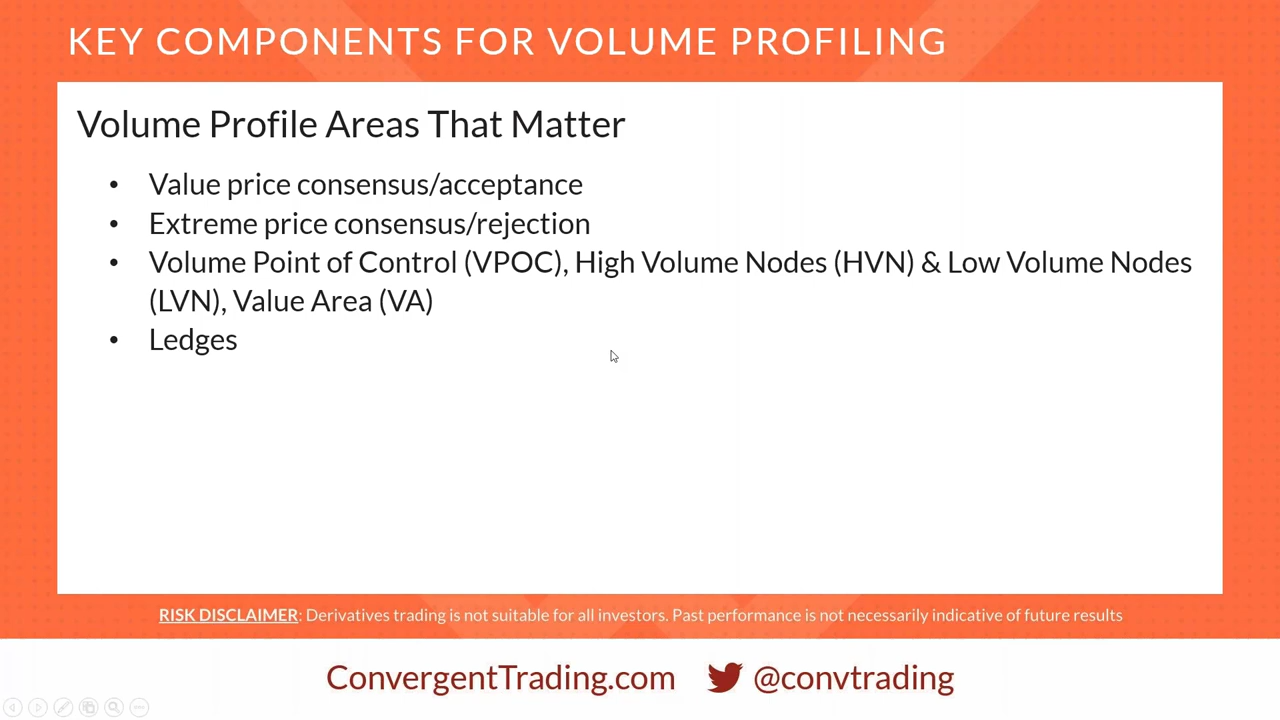 KEY COMPONENTS FOR VOLUME PROFILING
Volume Profile Areas That Matter
• Value price consensus/acceptance
• Extreme price consensus/rejection
• Volume Point of Control (VPOC), High Volume Nodes (HVN) & Low Volume Nodes
(LVN), Value Area (VA)
• Ledges
RISK DISCLAIMER: Derivatives trading is not suitable for all investors. Past performance is not necessarily indicative of future results
ConvergentTrading.com @convtrading